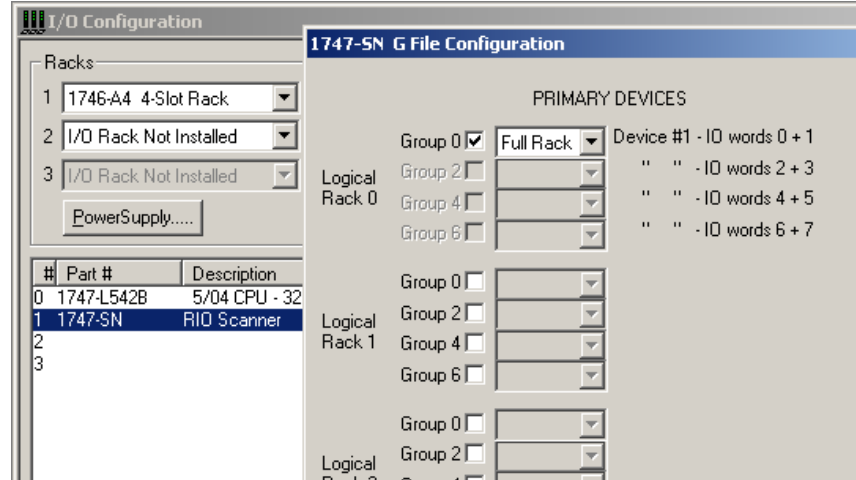 I/O Configuration
Racks
1 1746-A4 4-Slot Rack
2 I/O Rack Not Installed
3 I/O Rack Not Installed
PowerSupply.....
# Part # Description
0 1747-L542B 5/04 CPU - 32
1 1747-SN RIO Scanner
2
3
1747-SN G File Configuration
PRIMARY DEVICES
Logical Rack 0
Group 0 Full Rack Device #1 - IO words 0 + 1
Group 2 " " - IO words 2 + 3
Group 4 " " - IO words 4 + 5
Group 6 " " - IO words 6 + 7
Logical Rack 1
Group 0
Group 2
Group 4
Group 6
Logical
Group 0
Group 2